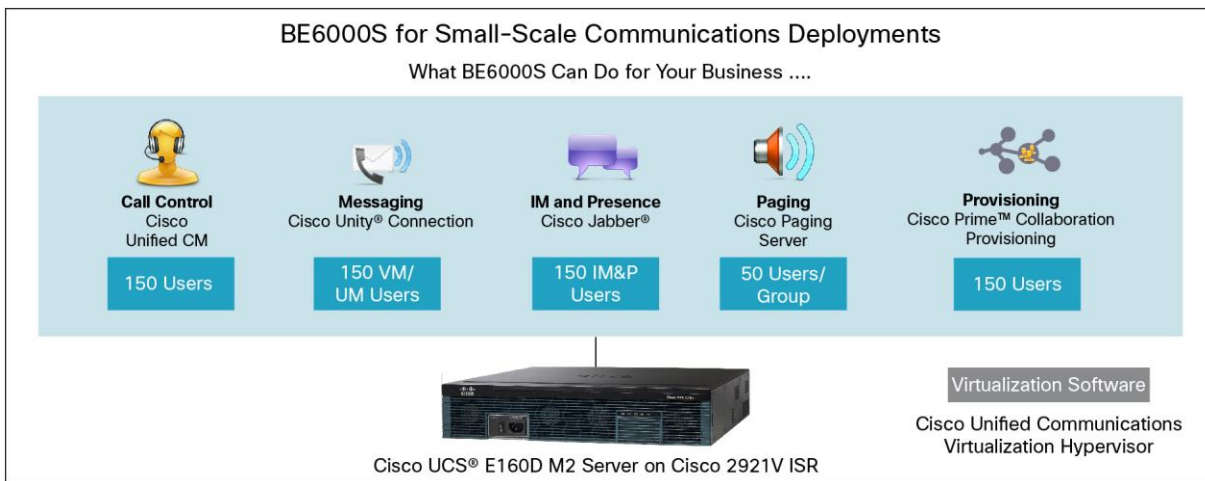 BE6000S for Small-Scale Communications Deployments
What BE6000S Can Do for Your Business ....
Call Control
Cisco
Unified CM
150 Users
Messaging
Cisco Unity® Connection
150 VM/
UM Users
IM and Presence
Cisco Jabber®
150 IM&P
Users
Paging
Cisco Paging
Server
50 Users/
Group
Provisioning
Cisco Prime™ Collaboration
Provisioning
150 Users
Virtualization Software
Cisco Unified Communications
Virtualization Hypervisor
Cisco UCS® E160D M2 Server on Cisco 2921V ISR